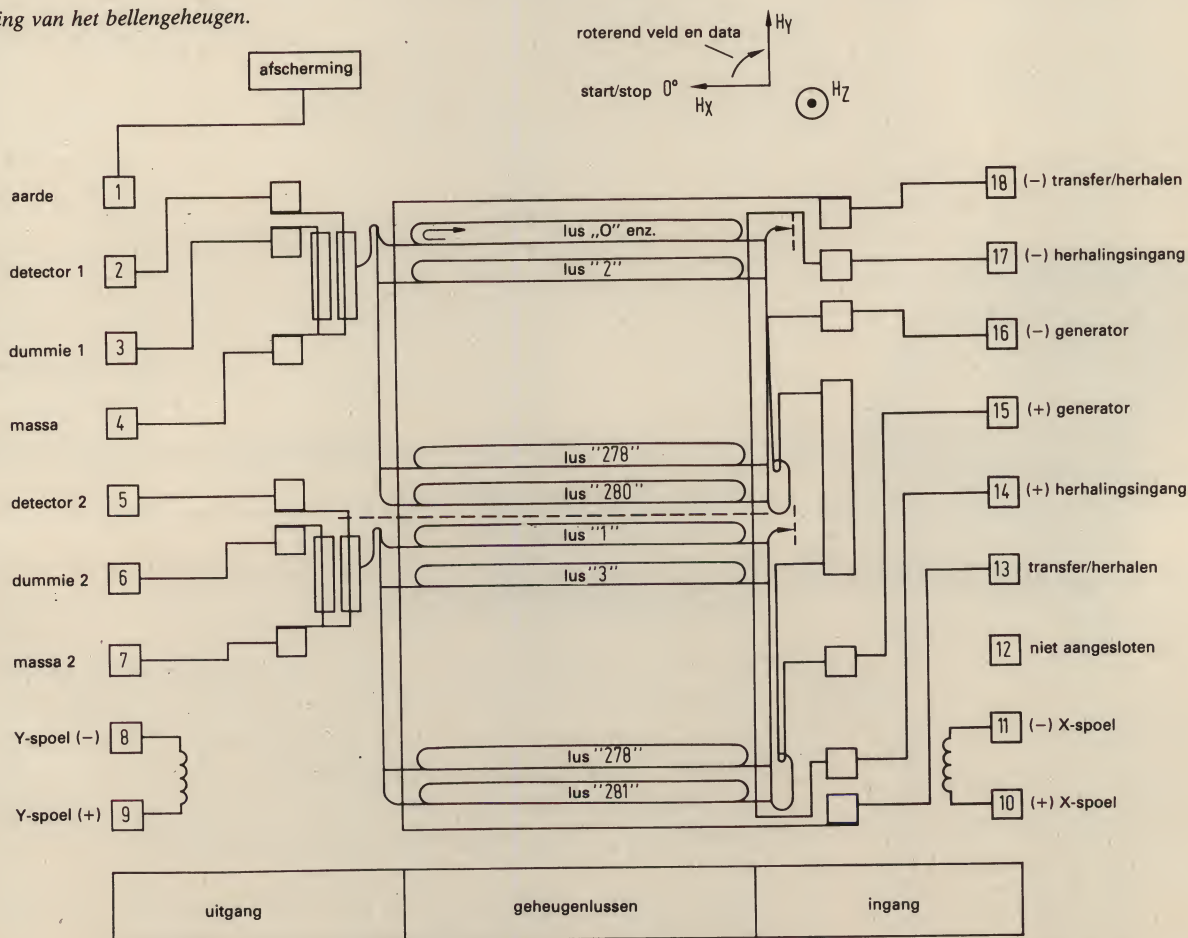 ing van het bellengeheugen.
afscherming
roterend veld en data
HY
start/stop 0°
HX
HZ
aarde 1
detector 1 2
dummie 1 3
massa 4
detector 5
dummie 2 6
massa 2 7
Y-spoel (-) 8
Y-spoel (+) 9
lus „0” enz.
lus "2"
lus "278"
lus "280"
lus "1"
lus "3"
lus "278"
lus "281"
18 (-) transfer/herhalen
17 (-) herhalingsingang
16 (-) generator
15 (+) generator
14 (+) herhalingsingang
13 transfer/herhalen
12 niet aangesloten
11 (-) X-spoel
10 (+) X-spoel
uitgang
geheugenlussen
ingang